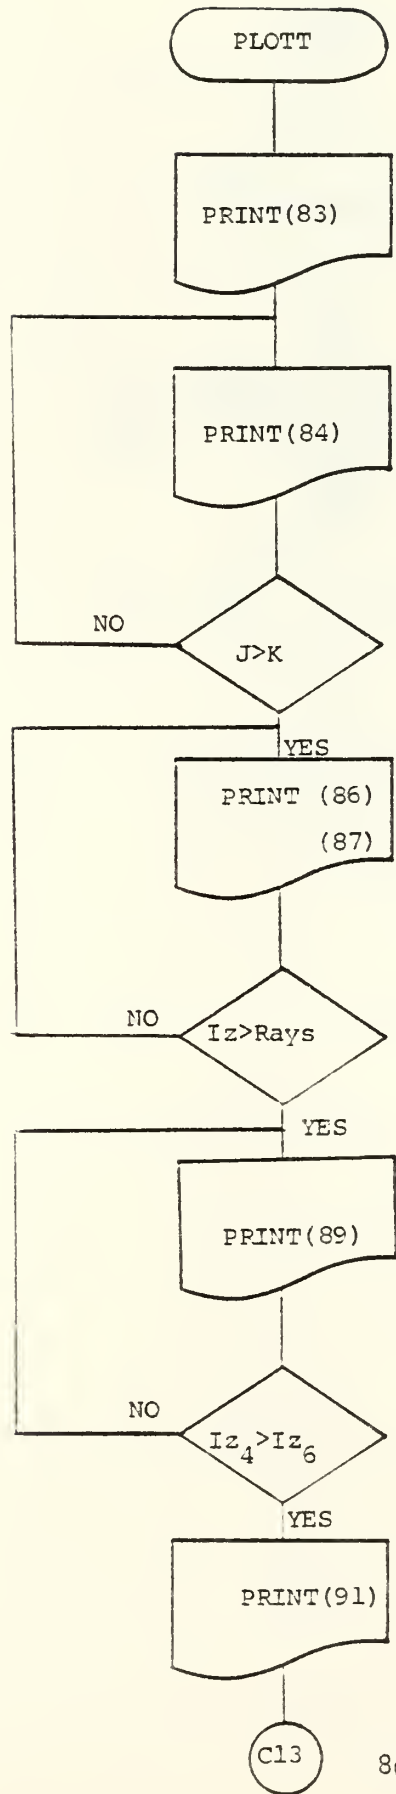 PLOTT
PRINT(83)
PRINT(84)
NO
J>K
YES
PRINT (86)
(87)
NO
Iz>Rays
YES
PRINT(89)
NO
Iz4>Iz6
YES
PRINT(91)
C13